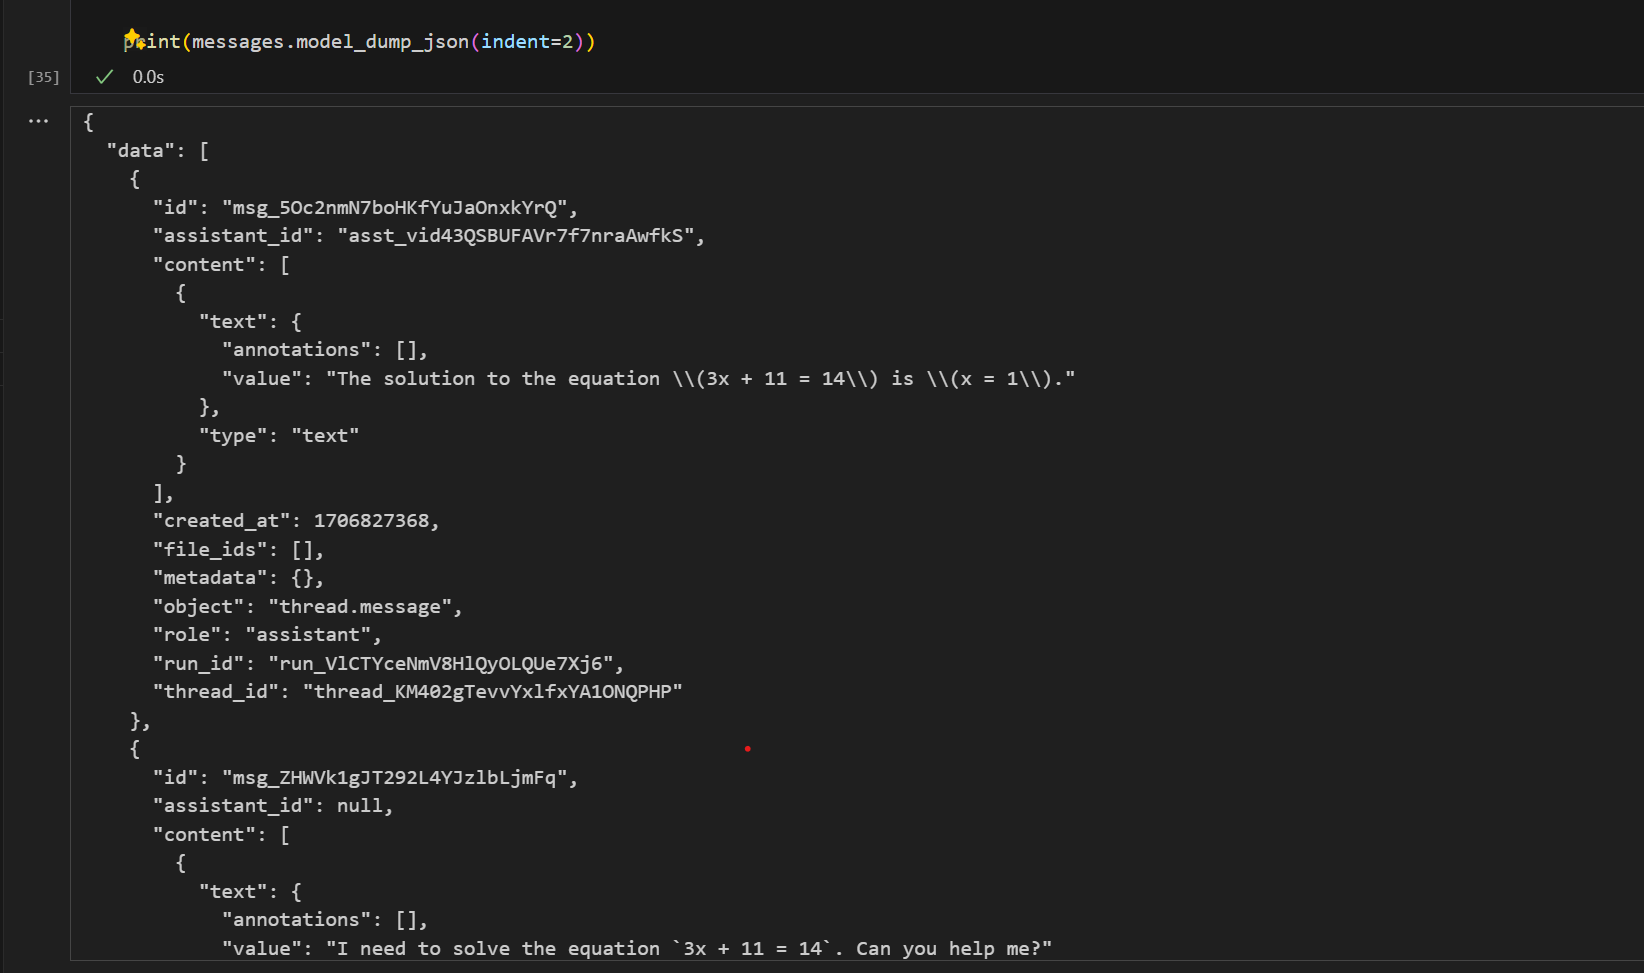 print(messages.model_dump_json(indent=2))
[35]
0.0s
...
{
"data": [
{
"id": "msg_5Oc2nmN7boHKfYuJaOnxkYrQ",
"assistant_id": "asst_vid43QSBUFAVr7f7nraAwfkS",
"content": [
{
"text": {
"annotations": [],
"value": "The solution to the equation \\(3x + 11 = 14\\) is \\(x = 1\\)."
},
"type": "text"
}
],
"created_at": 1706827368,
"file_ids": [],
"metadata": {},
"object": "thread.message",
"role": "assistant",
"run_id": "run_VlCTYceNmV8HlQyOLQUe7Xj6",
"thread_id": "thread_KM402gTevvYxlfxYA1ONQPHP"
},
{
"id": "msg_ZHWVk1gJT292L4YJzlbLjmFq",
"assistant_id": null,
"content": [
{
"text": {
"annotations": [],
"value": "I need to solve the equation `3x + 11 = 14`. Can you help me?"